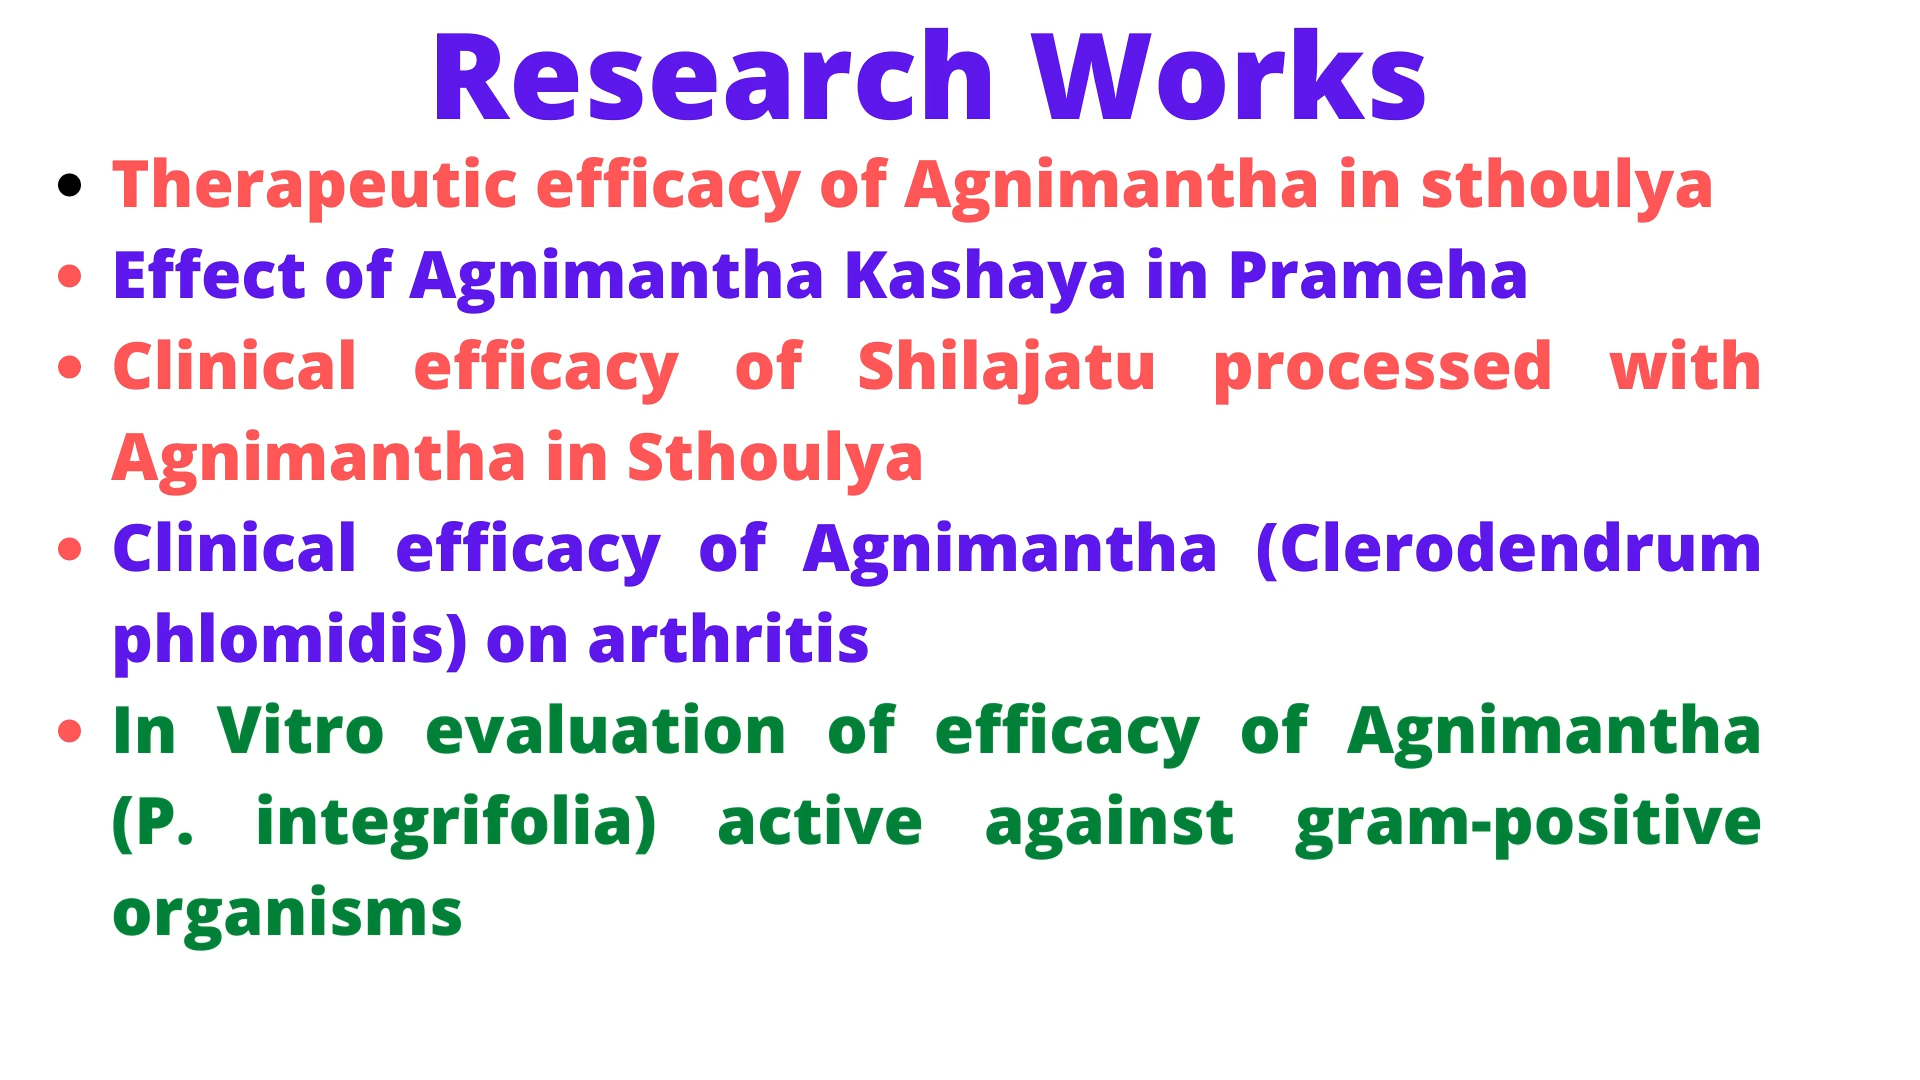 Research Works
• Therapeutic efficacy of Agnimantha in sthoulya
• Effect of Agnimantha Kashaya in Prameha
• Clinical efficacy of Shilajatu processed with
Agnimantha in Sthoulya
• Clinical efficacy of Agnimantha (Clerodendrum
phlomidis) on arthritis
• In Vitro evaluation of efficacy of Agnimantha
(P. integrifolia) active against gram-positive
organisms